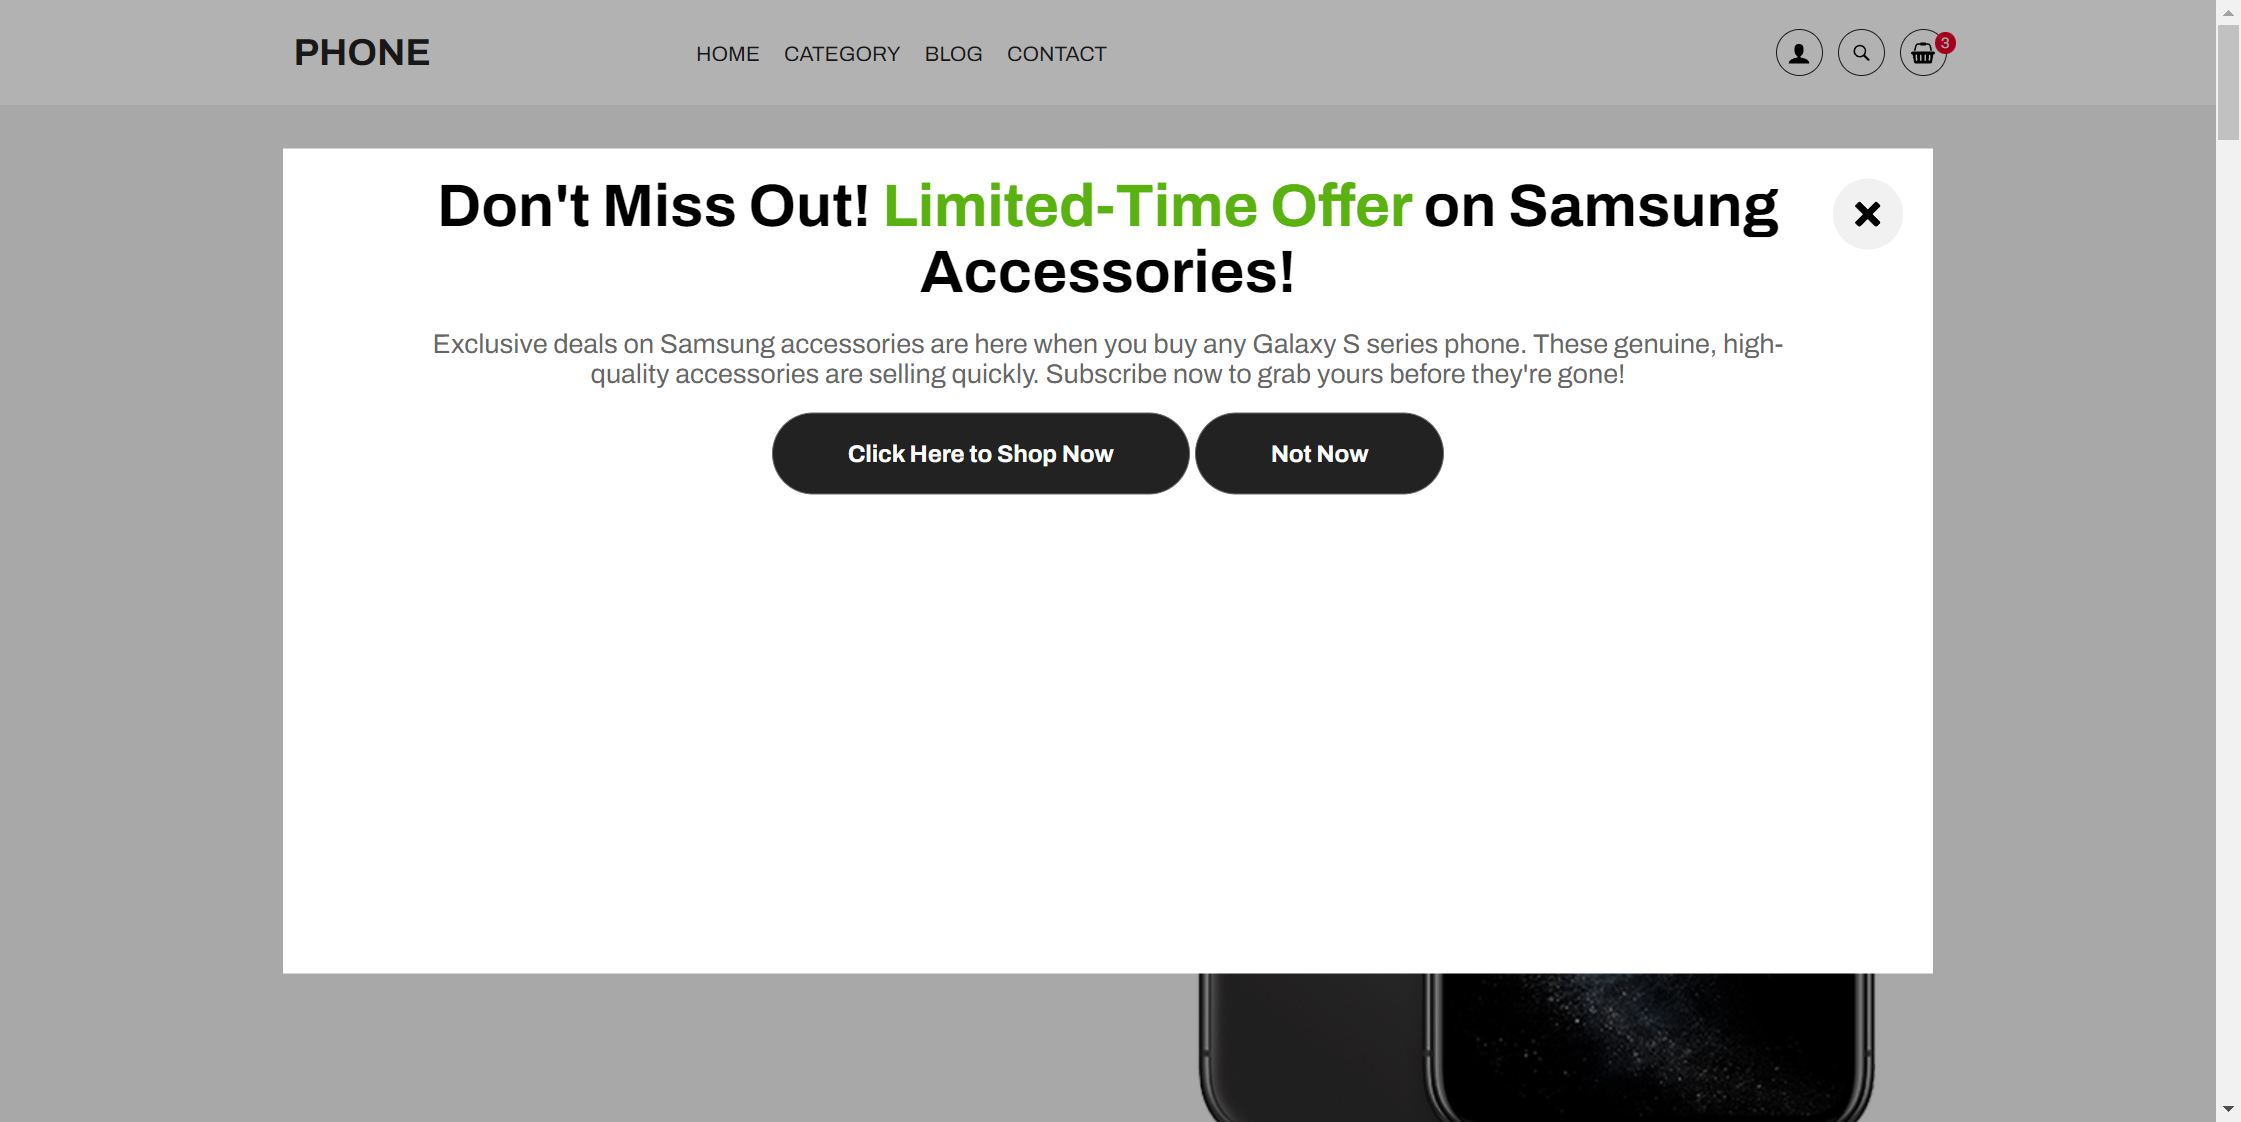 PHONE
HOME CATEGORY BLOG CONTACT
3
Don't Miss Out! Limited-Time Offer on Samsung
Accessories!
Exclusive deals on Samsung accessories are here when you buy any Galaxy S series phone. These genuine, high-
quality accessories are selling quickly. Subscribe now to grab yours before they're gone!
Click Here to Shop Now
Not Now